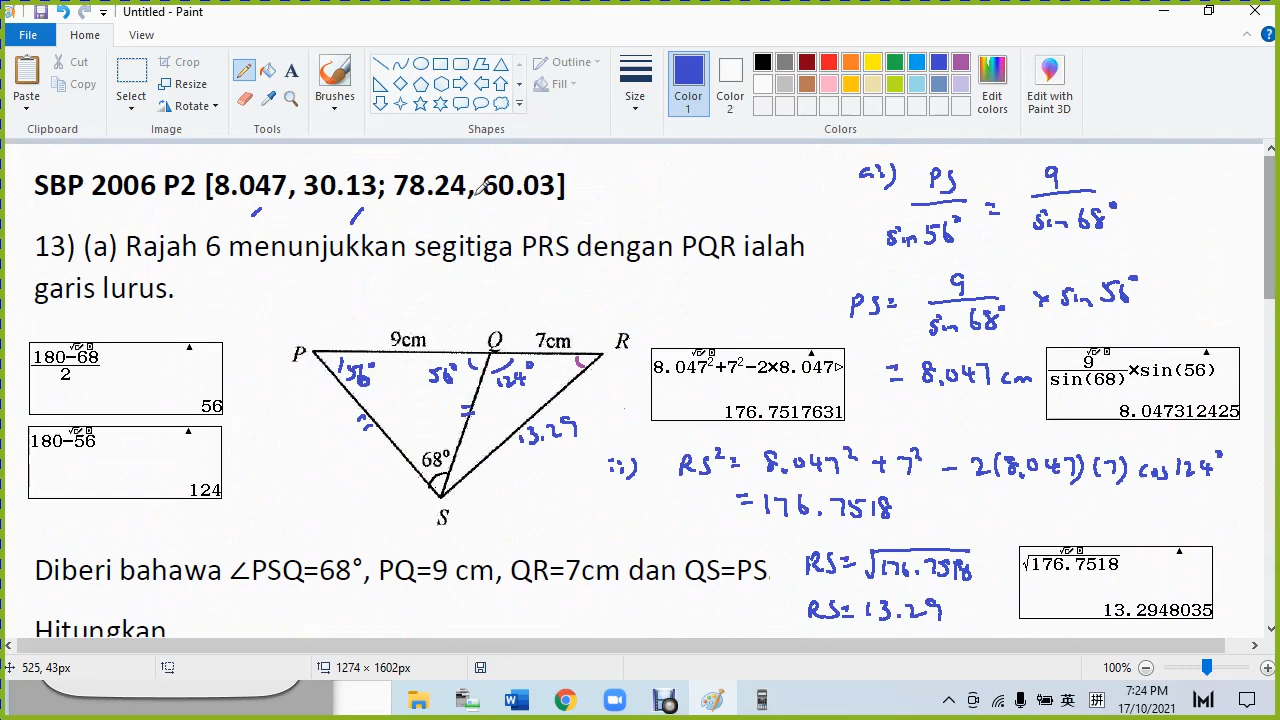 Untitled - Paint
File
Home
View
Paste
Cut
Copy
Clipboard
Select
Crop
Resize
Rotate
Image
Tools
Brushes
Shapes
Outline
Fill
Size
Color 1
Color 2
Colors
Edit colors
Edit with Paint 3D
SBP 2006 P2 [8.047, 30.13; 78.24, 60.03]
13) (a) Rajah 6 menunjukkan segitiga PRS dengan PQR ialah
garis lurus.
180-68
2
56
180-56
124
P
9cm
Q
7cm
R
56°
56°
124°
13.29
68°
S
8.047²+7²-2×8.047
176.7517631
PS / sin 56° = 9 / sin 68°
PS = 9 / sin 68° × sin 56°
= 8.047 cm
9
sin(68) ×sin(56)
8.047312425
ii) RS² = 8.047² + 7² - 2(8.047)(7) cos 124°
= 176.7518
RS = √176.7518
RS = 13.29
√176.7518
13.2948035
Diberi bahawa ∠PSQ=68°, PQ=9 cm, QR=7cm dan QS=PS.
Hitungkan
525, 43px
1274 × 1602px
100%
英
拼
7:24 PM
17/10/2021